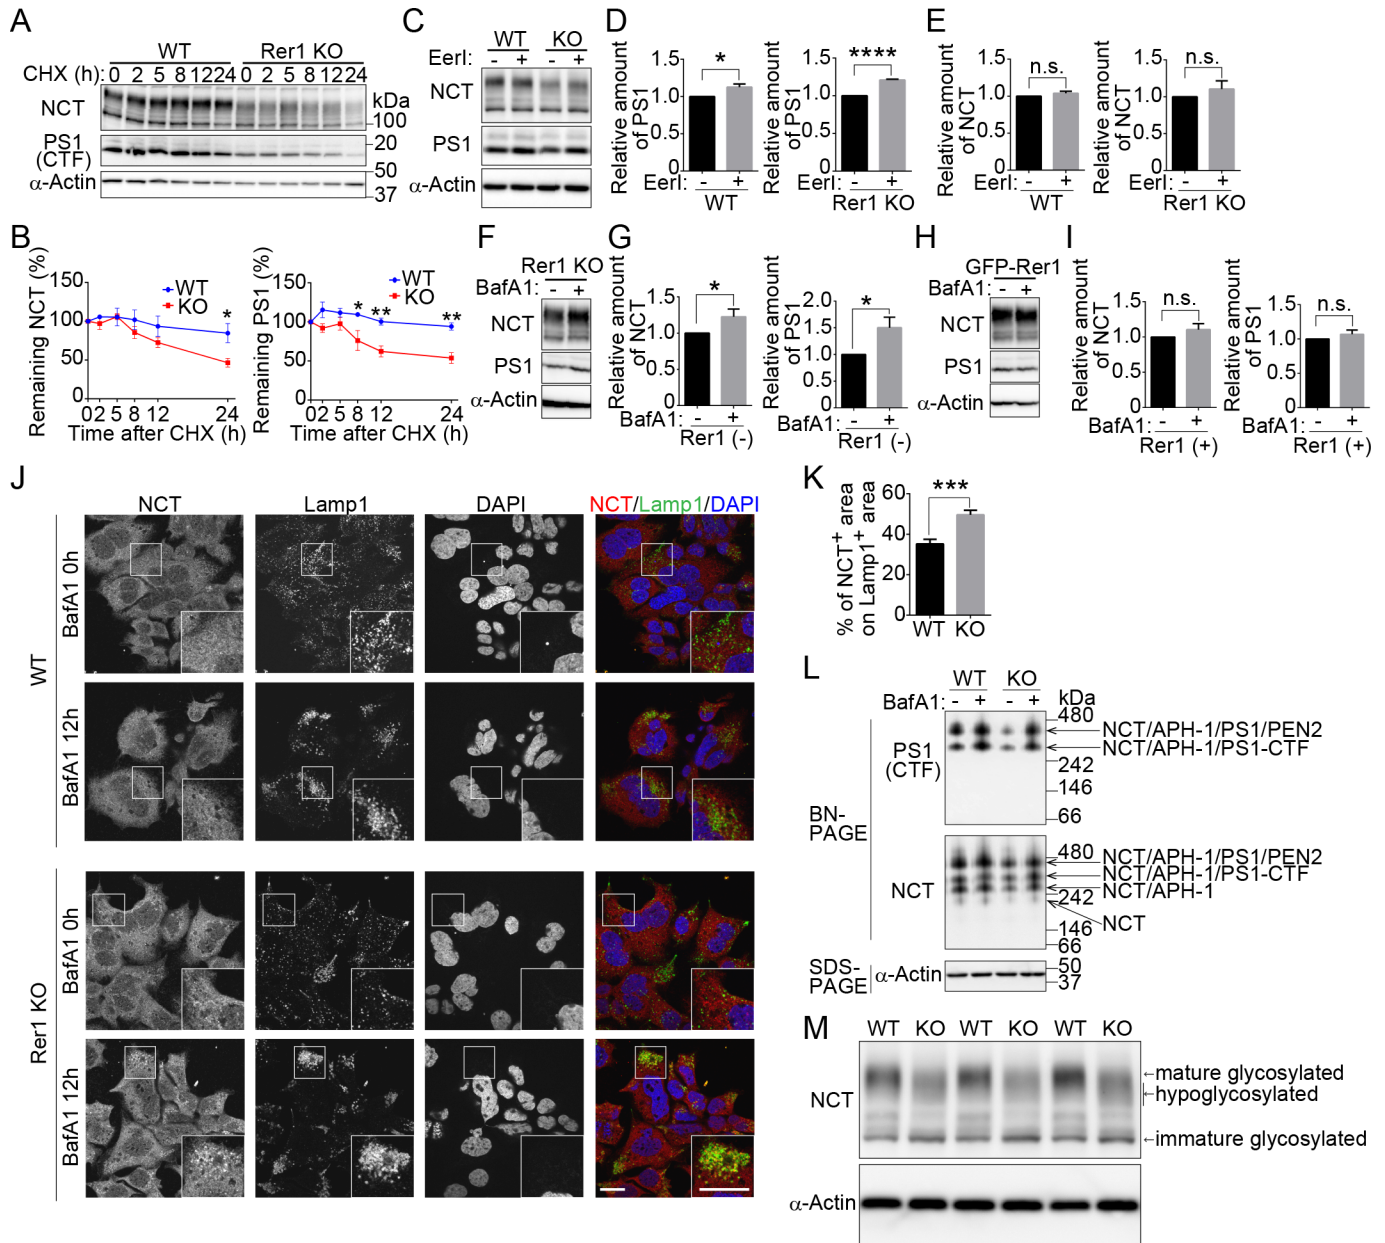 A
WT Rer1 KO
CHX (h): 0 2 5 8 12 24 0 2 5 8 12 24
NCT
kDa
100
PS1
(CTF)
20
α-Actin
50
37
B
Remaining NCT (%)
150
100
50
0
WT
KO
*
0 2 5 8 12 24
Time after CHX (h)
Remaining PS1 (%)
150
100
50
0
WT
KO
* ** **
0 2 5 8 12 24
Time after CHX (h)
C
WT KO
EerI: - + - +
NCT
PS1
α-Actin
D
Relative amount
of PS1
1.5
1.0
0.5
0
*
EerI: - +
WT
Relative amount
of PS1
1.5
1.0
0.5
0
****
EerI: - +
Rer1 KO
E
Relative amount
of NCT
1.5
1.0
0.5
0
n.s.
EerI: - +
WT
Relative amount
of NCT
1.5
1.0
0.5
0
n.s.
EerI: - +
Rer1 KO
F
Rer1 KO
BafA1: - +
NCT
PS1
α-Actin
G
Relative amount
of NCT
1.5
1.0
0.5
0
*
BafA1: - +
Rer1 (-)
Relative amount
of PS1
2.0
1.5
1.0
0.5
0
*
BafA1: - +
Rer1 (-)
H
GFP-Rer1
BafA1: - +
NCT
PS1
α-Actin
I
Relative amount
of NCT
1.5
1.0
0.5
0
n.s.
BafA1: - +
Rer1 (+)
Relative amount
of PS1
1.5
1.0
0.5
0
n.s.
BafA1: - +
Rer1 (+)
J
NCT Lamp1 DAPI NCT/Lamp1/DAPI
WT
BafA1 0h
BafA1 12h
Rer1 KO
BafA1 0h
BafA1 12h
K
% of NCT+ area
on Lamp1+ area
60
40
20
0
***
WT KO
L
WT KO
BafA1: - + - +
kDa
BN-
PAGE
PS1
(CTF)
480
242
146
66
NCT/APH-1/PS1/PEN2
NCT/APH-1/PS1-CTF
NCT
480
242
146
66
NCT/APH-1/PS1/PEN2
NCT/APH-1/PS1-CTF
NCT/APH-1
NCT
SDS-
PAGE
α-Actin
50
37
M
WT KO WT KO WT KO
NCT
mature glycosylated
hypoglycosylated
immature glycosylated
α-Actin